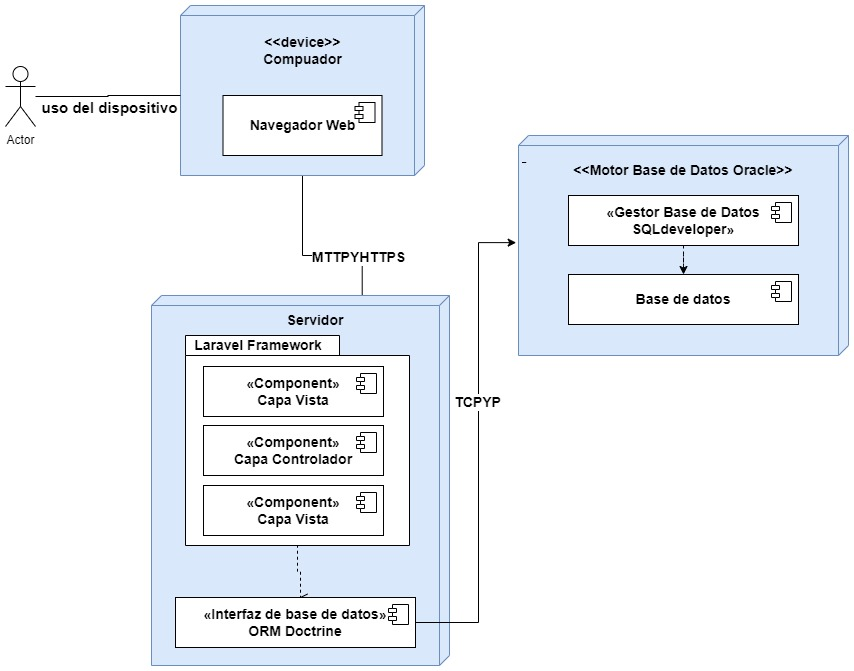 <<device>>
Compuador
Navegador Web
uso del dispositivo
Actor
MTTPYHTTPS
Servidor
Laravel Framework
«Component»
Capa Vista
«Component»
Capa Controlador
«Component»
Capa Vista
«Interfaz de base de datos»
ORM Doctrine
TCPYP
-
<<Motor Base de Datos Oracle>>
«Gestor Base de Datos
SQLdeveloper»
Base de datos